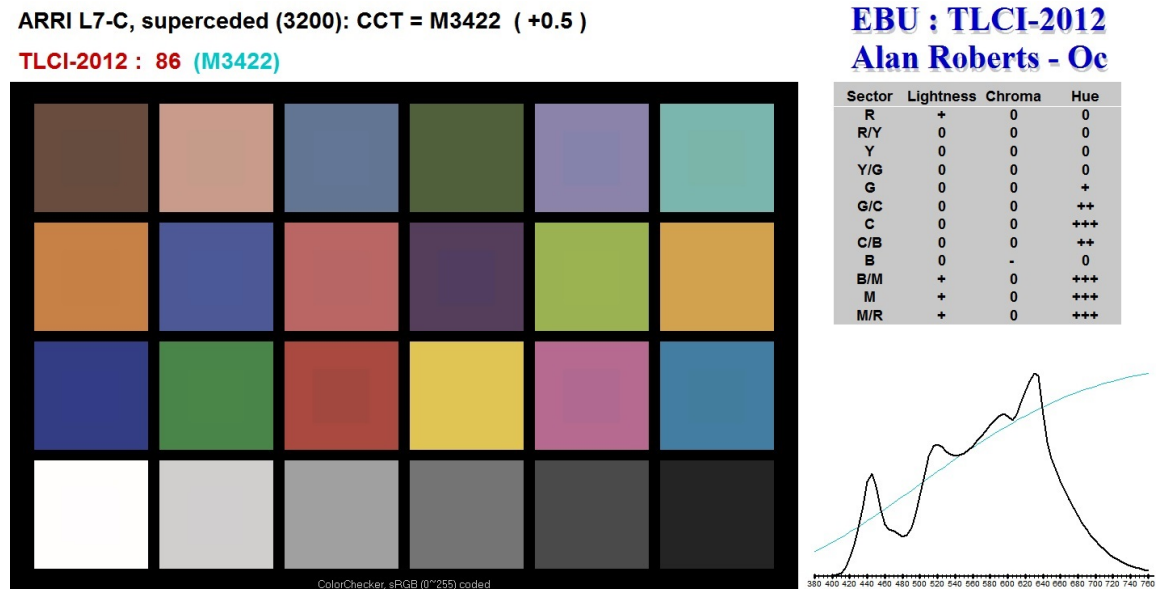 ARRI L7-C, superceded (3200): CCT = M3422 ( +0.5 )
TLCI-2012 : 86 (M3422)
EBU : TLCI-2012
Alan Roberts - Oc
Sector Lightness Chroma Hue
R + 0 0
R/Y 0 0 0
Y 0 0 0
Y/G 0 0 0
G 0 0 +
G/C 0 0 ++
C 0 0 +++
C/B 0 0 ++
B 0 - 0
B/M + 0 +++
M + 0 +++
M/R + 0 +++
ColorChecker, sRGB (0~255) coded
380 400 420 440 460 480 500 520 540 560 580 600 620 640 660 680 700 720 740 760